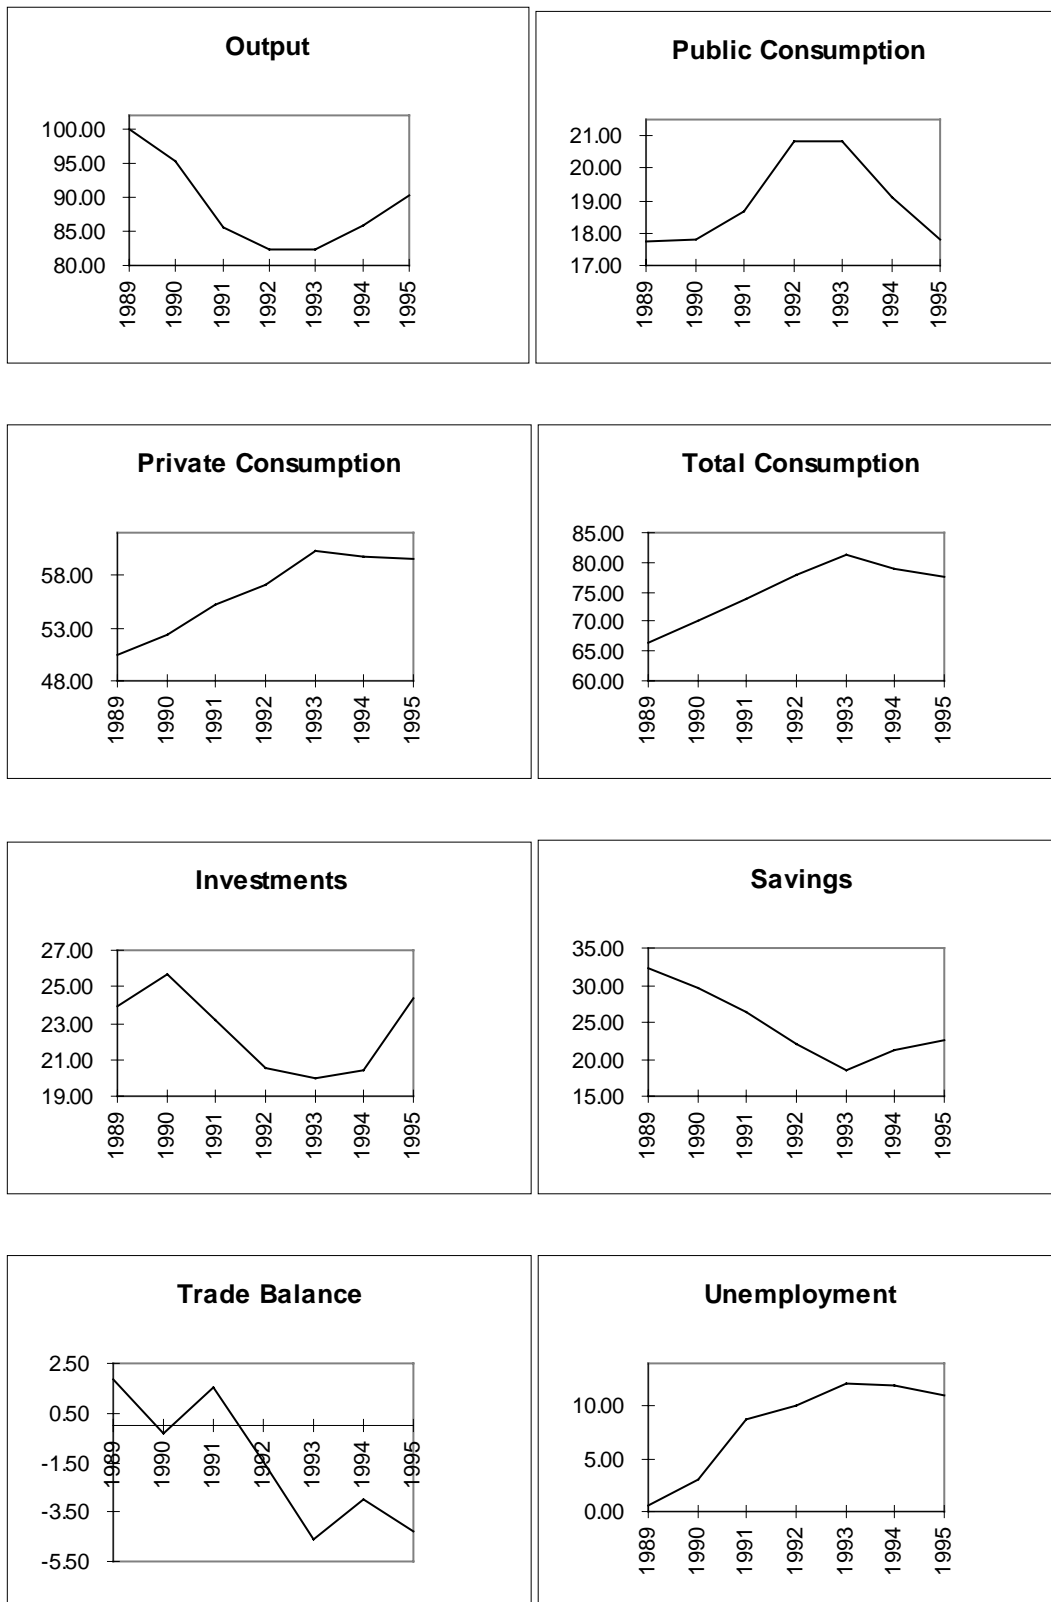 Output
100.00
95.00
90.00
85.00
80.00
1989 1990 1991 1992 1993 1994 1995
Public Consumption
21.00
20.00
19.00
18.00
17.00
1989 1990 1991 1992 1993 1994 1995
Private Consumption
58.00
53.00
48.00
1989 1990 1991 1992 1993 1994 1995
Total Consumption
85.00
80.00
75.00
70.00
65.00
60.00
1989 1990 1991 1992 1993 1994 1995
Investments
27.00
25.00
23.00
21.00
19.00
1989 1990 1991 1992 1993 1994 1995
Savings
35.00
30.00
25.00
20.00
15.00
1989 1990 1991 1992 1993 1994 1995
Trade Balance
2.50
0.50
-1.50
-3.50
-5.50
1989 1990 1991 1992 1993 1994 1995
Unemployment
10.00
5.00
0.00
1989 1990 1991 1992 1993 1994 1995